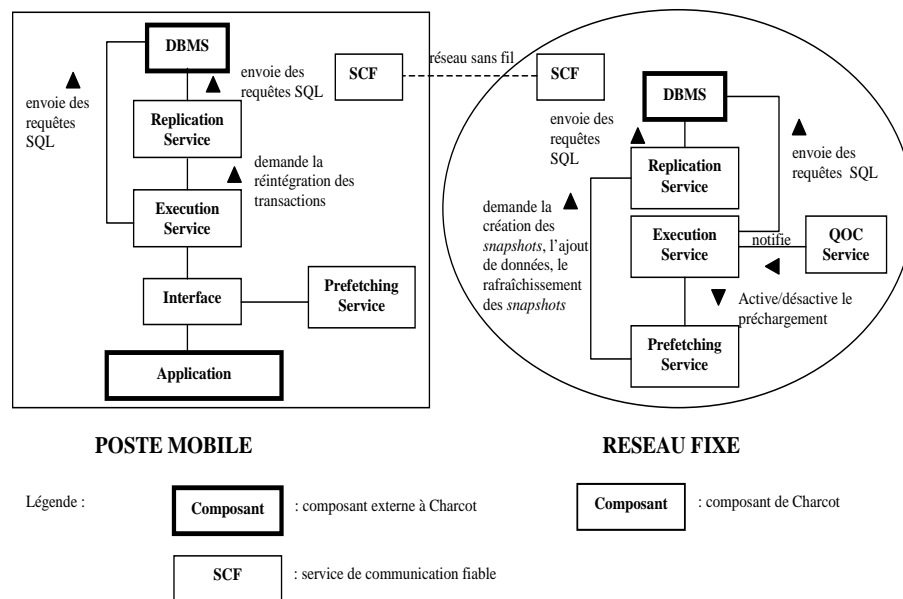 DBMS
envoie des
requêtes
SQL
envoie des
requêtes SQL
Replication
Service
demande la
réintégration des
transactions
Execution
Service
Interface
Prefetching
Service
Application
SCF
réseau sans fil
SCF
DBMS
envoie des
requêtes
SQL
envoie des
requêtes SQL
Replication
Service
demande la
création des
snapshots, l'ajout
de données, le
rafraîchissement
des snapshots
Execution
Service
notifie
QOC
Service
Active/désactive le
préchargement
Prefetching
Service
POSTE MOBILE
RESEAU FIXE
Légende :
Composant
: composant externe à Charcot
Composant
: composant de Charcot
SCF
: service de communication fiable